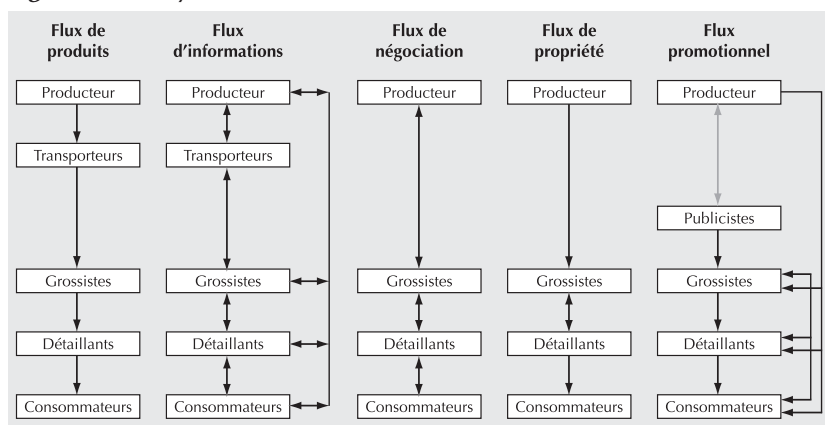 Flux de
produits
Flux
d'informations
Flux de
négociation
Flux de
propriété
Flux
promotionnel
Producteur
Producteur
Producteur
Producteur
Producteur
Transporteurs
Transporteurs
Publicistes
Grossistes
Grossistes
Grossistes
Grossistes
Grossistes
Détaillants
Détaillants
Détaillants
Détaillants
Détaillants
Consommateurs
Consommateurs
Consommateurs
Consommateurs
Consommateurs